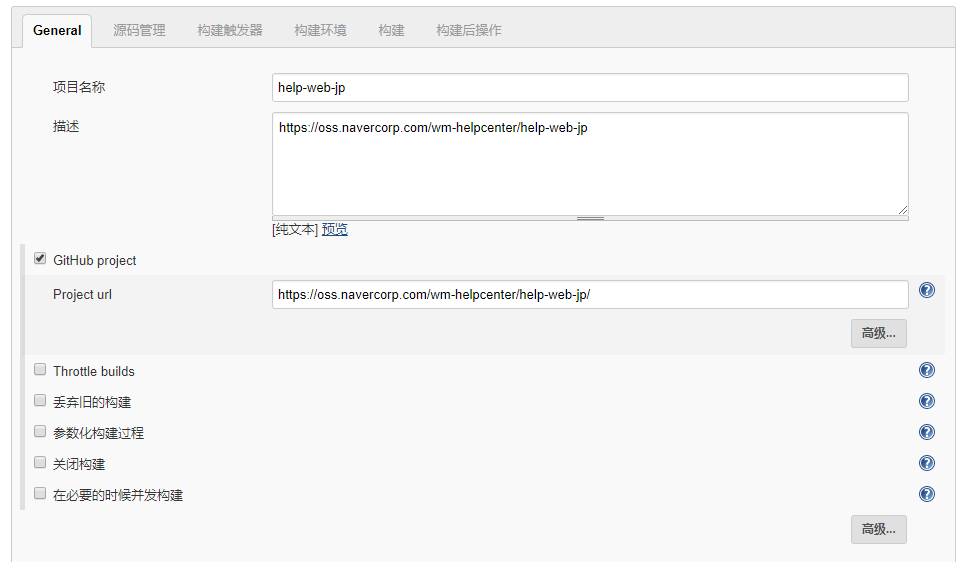 General 源码管理 构建触发器 构建环境 构建 构建后操作
项目名称 help-web-jp
描述 https://oss.navercorp.com/wm-helpcenter/help-web-jp
[纯文本] 预览
GitHub project
Project url https://oss.navercorp.com/wm-helpcenter/help-web-jp/
高级...
Throttle builds
丢弃旧的构建
参数化构建过程
关闭构建
在必要的时候并发构建
高级...